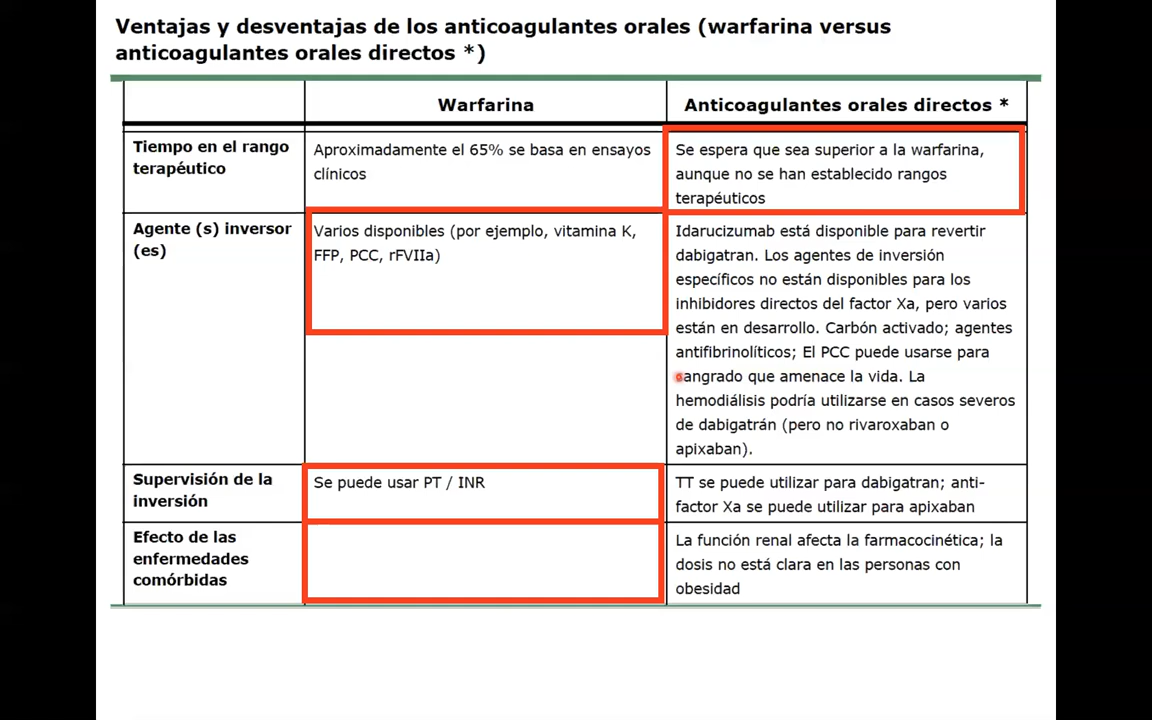 Ventajas y desventajas de los anticoagulantes orales (warfarina versus
anticoagulantes orales directos *)
Warfarina
Anticoagulantes orales directos *
Tiempo en el rango
terapéutico
Aproximadamente el 65% se basa en ensayos
clínicos
Se espera que sea superior a la warfarina,
aunque no se han establecido rangos
terapéuticos
Agente (s) inversor
(es)
Varios disponibles (por ejemplo, vitamina K,
FFP, PCC, rFVIIa)
Idarucizumab está disponible para revertir
dabigatran. Los agentes de inversión
específicos no están disponibles para los
inhibidores directos del factor Xa, pero varios
están en desarrollo. Carbón activado; agentes
antifibrinolíticos; El PCC puede usarse para
sangrado que amenace la vida. La
hemodiálisis podría utilizarse en casos severos
de dabigatrán (pero no rivaroxaban o
apixaban).
Supervisión de la
inversión
Se puede usar PT / INR
TT se puede utilizar para dabigatran; anti-
factor Xa se puede utilizar para apixaban
Efecto de las
enfermedades
comórbidas
La función renal afecta la farmacocinética; la
dosis no está clara en las personas con
obesidad